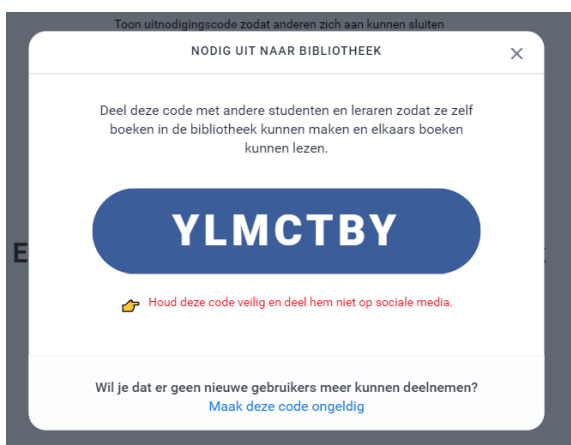 Toon uitnodigingscode zodat anderen zich aan kunnen sluiten
NODIG UIT NAAR BIBLIOTHEEK
Deel deze code met andere studenten en leraren zodat ze zelf
boeken in de bibliotheek kunnen maken en elkaars boeken
kunnen lezen.
YLMCTBY
Houd deze code veilig en deel hem niet op sociale media.
Wil je dat er geen nieuwe gebruikers meer kunnen deelnemen?
Maak deze code ongeldig